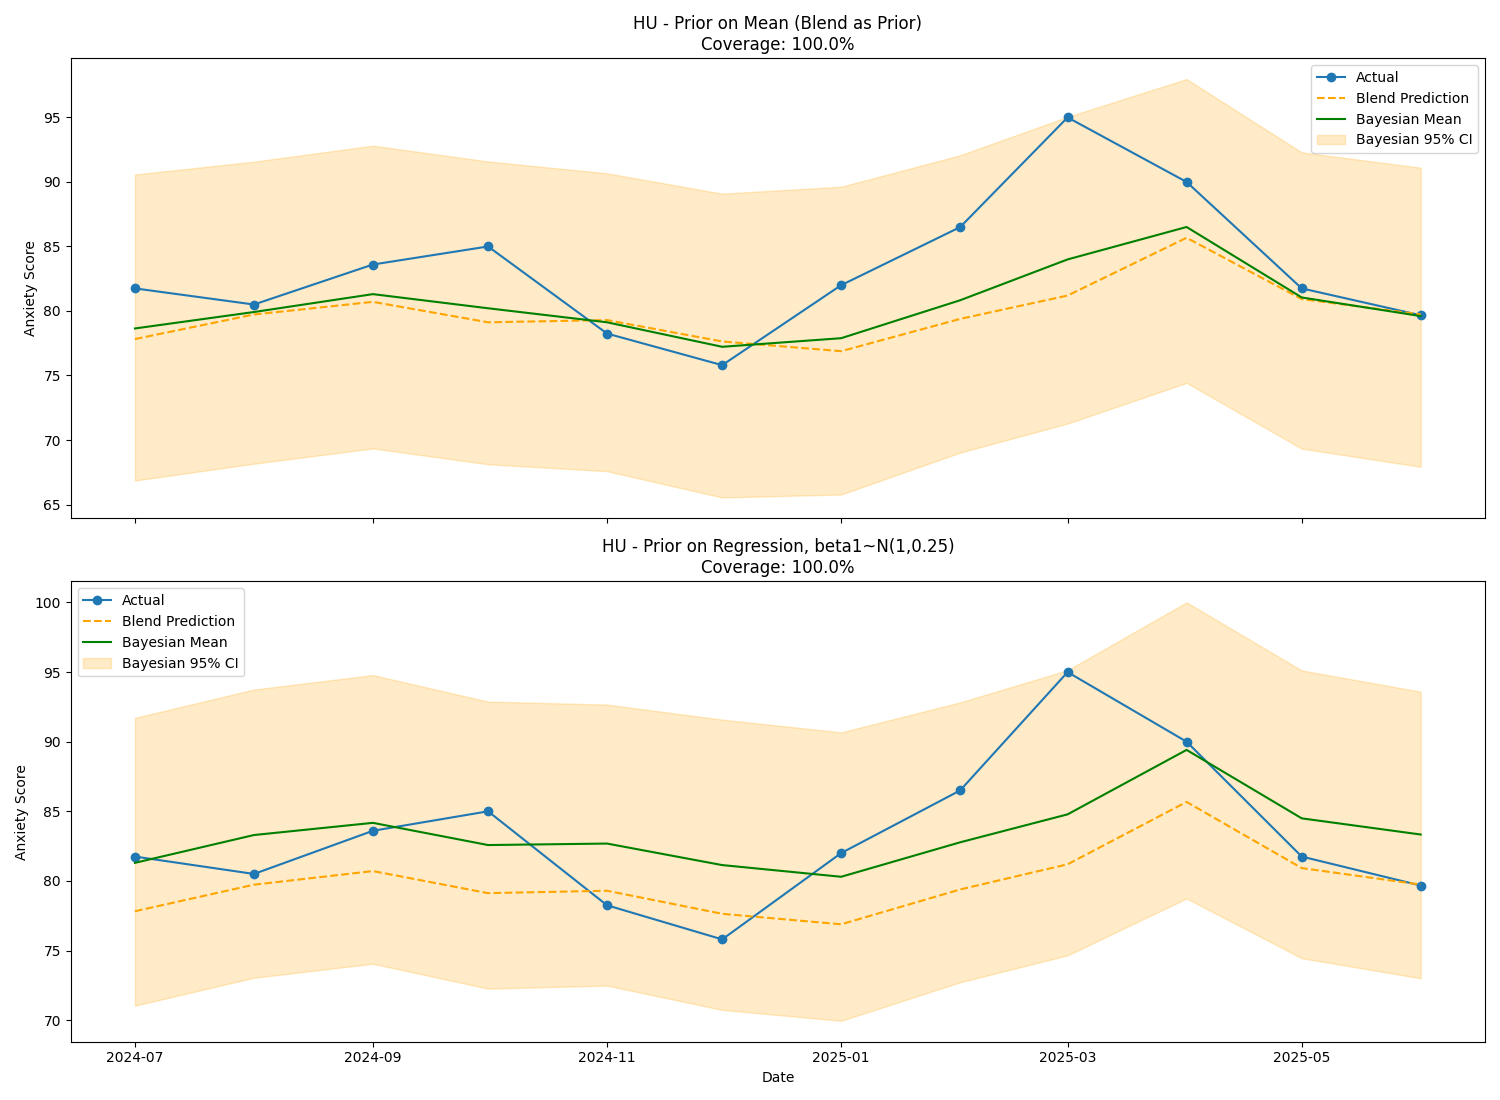 HU - Prior on Mean (Blend as Prior)
Coverage: 100.0%
Actual
Blend Prediction
Bayesian Mean
Bayesian 95% CI
Anxiety Score
95
90
85
80
75
70
65
HU - Prior on Regression, beta1~N(1,0.25)
Coverage: 100.0%
Actual
Blend Prediction
Bayesian Mean
Bayesian 95% CI
Anxiety Score
100
95
90
85
80
75
70
2024-07
2024-09
2024-11
2025-01
2025-03
2025-05
Date